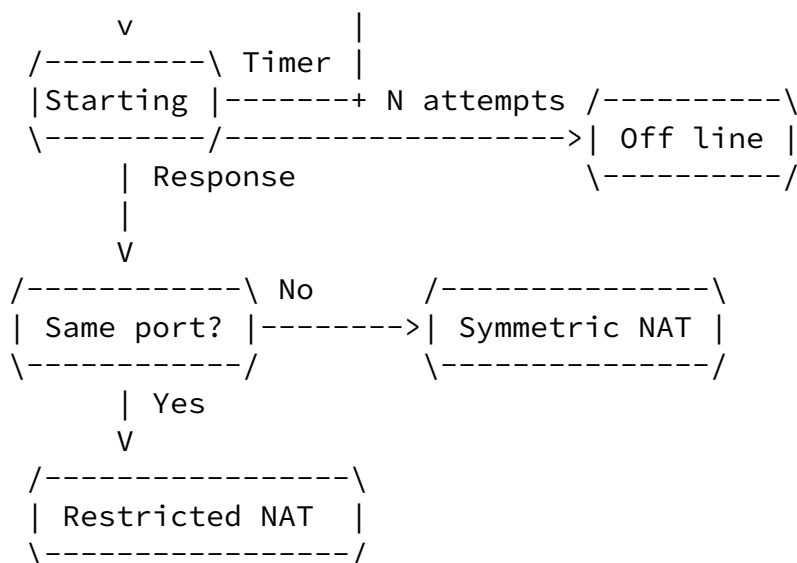 Timer
Starting
N attempts
Off line
Response
No
Same port?
Symmetric NAT
Yes
Restricted NAT